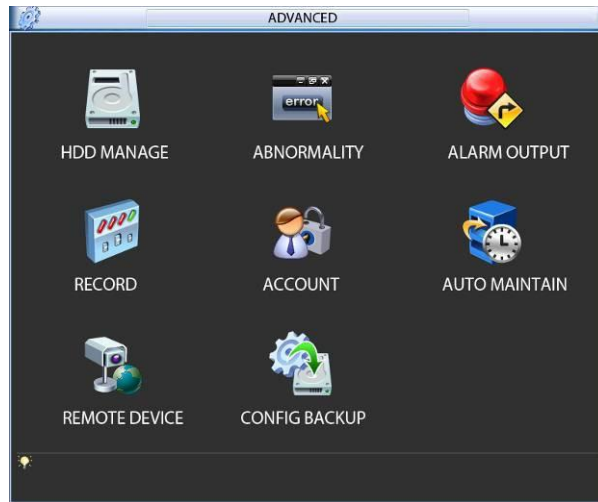 ADVANCED
error
HDD MANAGE
ABNORMALITY
ALARM OUTPUT
RECORD
ACCOUNT
AUTO MAINTAIN
REMOTE DEVICE
CONFIG BACKUP